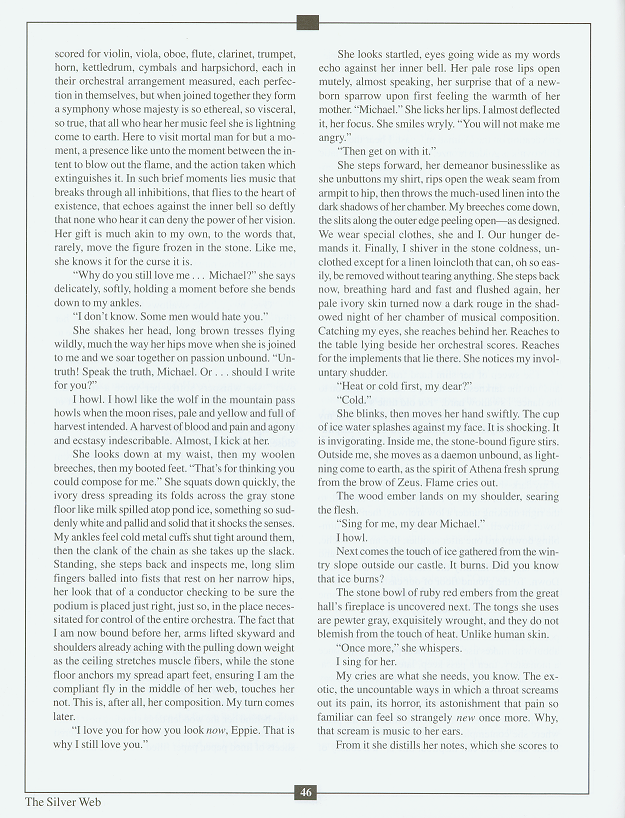 scored for violin, viola, oboe, flute, clarinet, trumpet,
horn, kettledrum, cymbals and harpsichord, each in
their orchestral arrangement measured, each perfec-
tion in themselves, but when joined together they form
a symphony whose majesty is so ethereal, so visceral,
so true, that all who hear her music feel she is lightning
come to earth. Here to visit mortal man for but a mo-
ment, a presence like unto the moment between the in-
tent to blow out the flame, and the action taken which
extinguishes it. In such brief moments lies music that
breaks through all inhibitions, that flies to the heart of
existence, that echoes against the inner bell so deftly
that none who hear it can deny the power of her vision.
Her gift is much akin to my own, to the words that,
rarely, move the figure frozen in the stone. Like me,
she knows it for the curse it is.
"Why do you still love me . . . Michael?" she says
delicately, softly, holding a moment before she bends
down to my ankles.
"I don't know. Some men would hate you."
She shakes her head, long brown tresses flying
wildly, much the way her hips move when she is joined
to me and we soar together on passion unbound. "Un-
truth! Speak the truth, Michael. Or . . . should I write
for you?"
I howl. I howl like the wolf in the mountain pass
howls when the moon rises, pale and yellow and full of
harvest intended. A harvest of blood and pain and agony
and ecstasy indescribable. Almost, I kick at her.
She looks down at my waist, then my woolen
breeches, then my booted feet. "That's for thinking you
could compose for me." She squats down quickly, the
ivory dress spreading its folds across the gray stone
floor like milk spilled atop pond ice, something so sud-
denly white and pallid and solid that it shocks the senses.
My ankles feel cold metal cuffs shut tight around them,
then the clank of the chain as she takes up the slack.
Standing, she steps back and inspects me, long slim
fingers balled into fists that rest on her narrow hips,
her look that of a conductor checking to be sure the
podium is placed just right, just so, in the place neces-
sitated for control of the entire orchestra. The fact that
I am now bound before her, arms lifted skyward and
shoulders already aching with the pulling down weight
as the ceiling stretches muscle fibers, while the stone
floor anchors my spread apart feet, ensuring I am the
compliant fly in the middle of her web, touches her
not. This is, after all, her composition. My turn comes
later.
"I love you for how you look now, Eppie. That is
why I still love you."
She looks startled, eyes going wide as my words
echo against her inner bell. Her pale rose lips open
mutely, almost speaking, her surprise that of a new-
born sparrow upon first feeling the warmth of her
mother. "Michael." She licks her lips. I almost deflected
it, her focus. She smiles wryly. "You will not make me
angry."
"Then get on with it."
She steps forward, her demeanor businesslike as
she unbuttons my shirt, rips open the weak seam from
armpit to hip, then throws the much-used linen into the
dark shadows of her chamber. My breeches come down,
the slits along the outer edge peeling open—as designed.
We wear special clothes, she and I. Our hunger de-
mands it. Finally, I shiver in the stone coldness, un-
clothed except for a linen loincloth that can, oh so eas-
ily, be removed without tearing anything. She steps back
now, breathing hard and fast and flushed again, her
pale ivory skin turned now a dark rouge in the shad-
owed night of her chamber of musical composition.
Catching my eyes, she reaches behind her. Reaches to
the table lying beside her orchestral scores. Reaches
for the implements that lie there. She notices my invol-
untary shudder.
"Heat or cold first, my dear?"
"Cold."
She blinks, then moves her hand swiftly. The cup
of ice water splashes against my face. It is shocking. It
is invigorating. Inside me, the stone-bound figure stirs.
Outside me, she moves as a daemon unbound, as light-
ning come to earth, as the spirit of Athena fresh sprung
from the brow of Zeus. Flame cries out.
The wood ember lands on my shoulder, searing
the flesh.
"Sing for me, my dear Michael."
I howl.
Next comes the touch of ice gathered from the win-
try slope outside our castle. It burns. Did you know
that ice burns?
The stone bowl of ruby red embers from the great
hall's fireplace is uncovered next. The tongs she uses
are pewter gray, exquisitely wrought, and they do not
blemish from the touch of heat. Unlike human skin.
"Once more," she whispers.
I sing for her.
My cries are what she needs, you know. The ex-
otic, the uncountable ways in which a throat screams
out its pain, its horror, its astonishment that pain so
familiar can feel so strangely new once more. Why,
that scream is music to her ears.
From it she distills her notes, which she scores to
46
The Silver Web